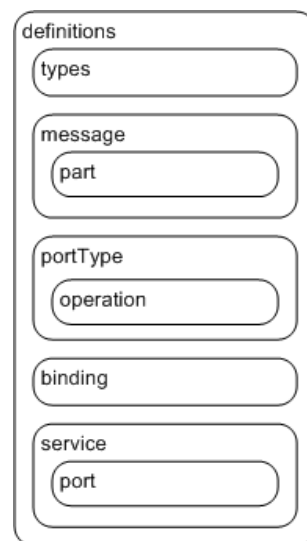 definitions
types
message
part
portType
operation
binding
service
port